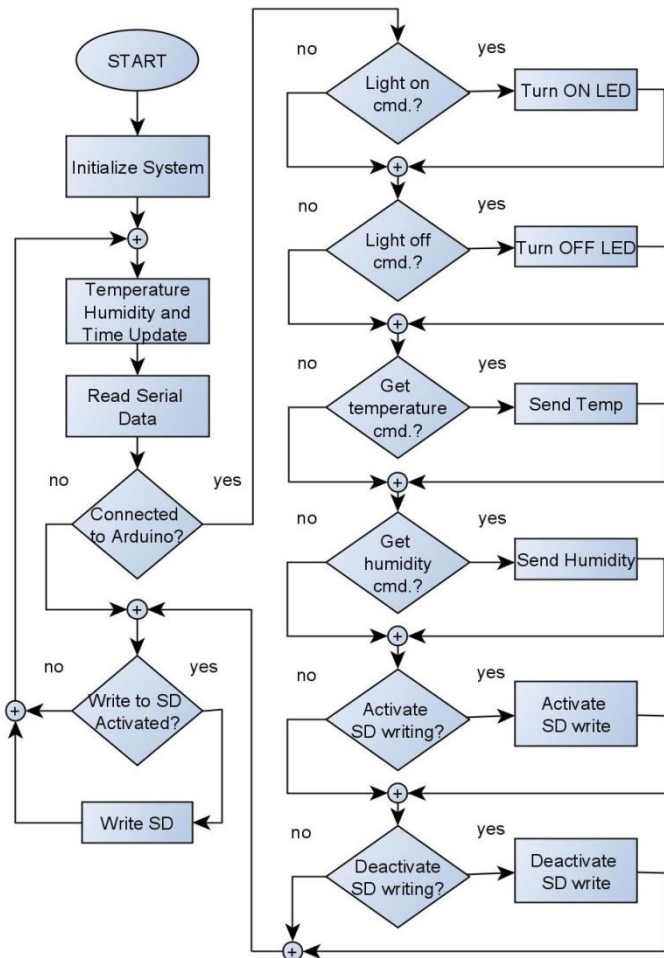 START
Initialize System
+
Temperature
Humidity and
Time Update
Read Serial
Data
no
yes
Connected
to Arduino?
+
no
yes
Write to SD
Activated?
+
Write SD
no
yes
Light on
cmd.?
Turn ON LED
+
no
yes
Light off
cmd.?
Turn OFF LED
+
no
yes
Get
temperature
cmd.?
Send Temp
+
no
yes
Get
humidity
cmd.?
Send Humidity
+
no
yes
Activate
SD writing?
Activate
SD write
+
no
yes
Deactivate
SD writing?
Deactivate
SD write
+